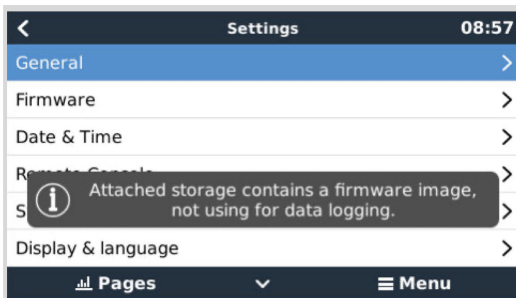 Settings
08:57
General
Firmware
Date & Time
Attached storage contains a firmware image,
not using for data logging.
Display & language
Pages
Menu